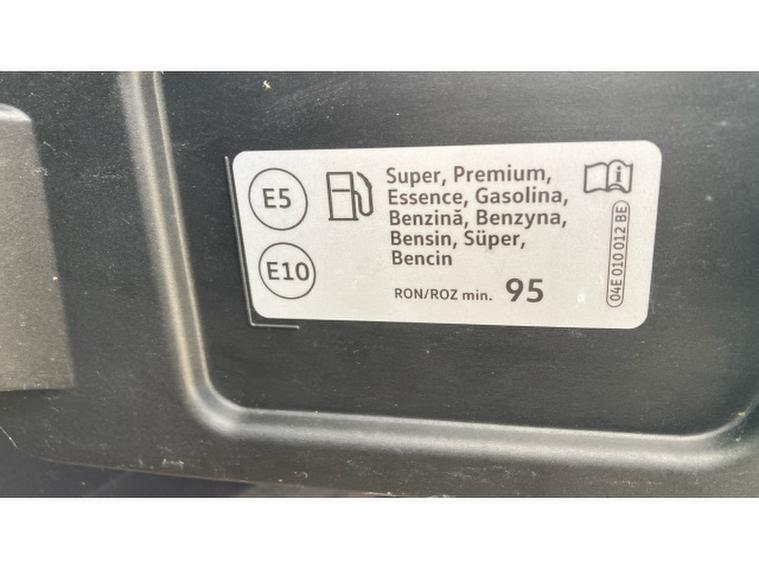 E5
E10
Super, Premium,
Essence, Gasolina,
Benzină, Benzyna,
Bensin, Süper,
Bencin
RON/ROZ min. 95
i
04E 010 012 BE